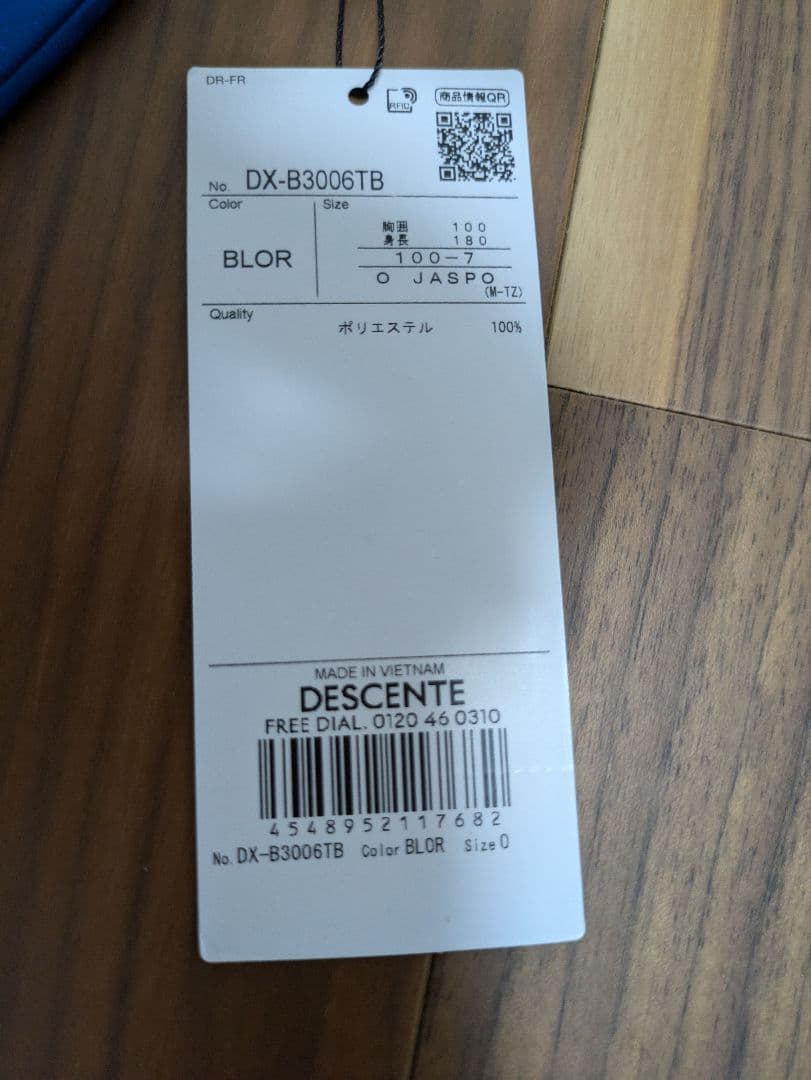 DR-FR
RFID
商品情報QR
No. DX-B3006TB
Color
Size
BLOR
胸囲 100
身長 180
100-7
O JASPO
(M-TZ)
Quality
ポリエステル 100%
MADE IN VIETNAM
DESCENTE
FREE DIAL. 0120 46 0310
4548952117682
No. DX-B3006TB Color BLOR Size O